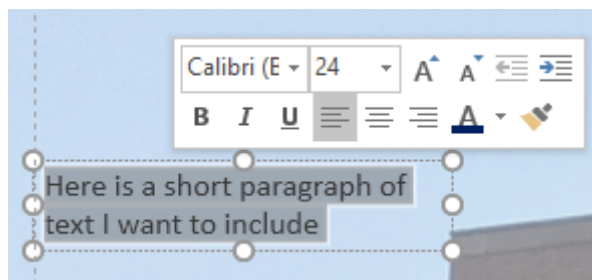 Calibri (E 24 A A
B I U A
Here is a short paragraph of
text I want to include